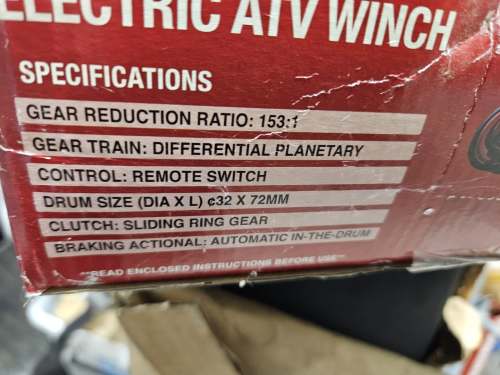 ELECTRIC ATV WINCH
SPECIFICATIONS
GEAR REDUCTION RATIO: 153:1
GEAR TRAIN: DIFFERENTIAL PLANETARY
CONTROL: REMOTE SWITCH
DRUM SIZE (DIA X L) ¢32 X 72MM
CLUTCH: SLIDING RING GEAR
BRAKING ACTIONAL: AUTOMATIC IN-THE-DRUM
**READ ENCLOSED INSTRUCTIONS BEFORE USE**